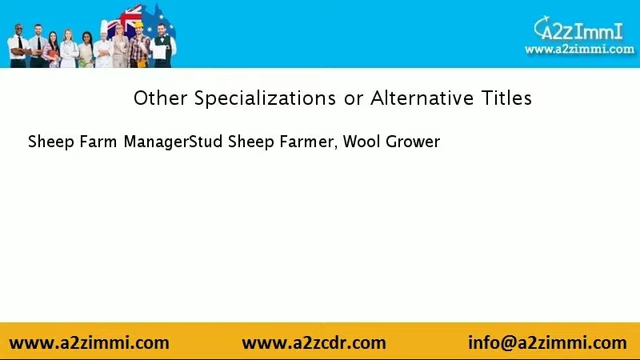 A2zImmI
www.a2zimmi.com
Other Specializations or Alternative Titles
Sheep Farm ManagerStud Sheep Farmer, Wool Grower
www.a2zimmi.com www.a2zcdr.com info@a2zimmi.com